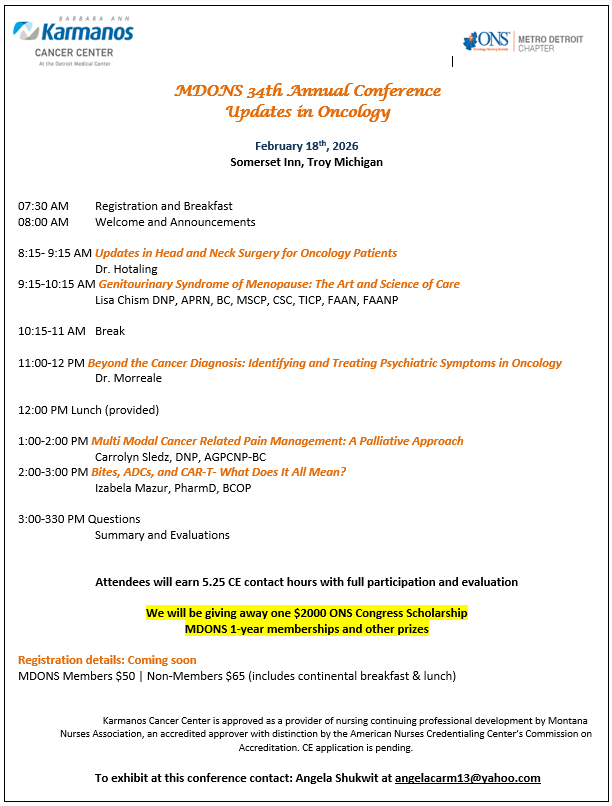 BARBARA ANN
Karmanos
CANCER CENTER
At the Detroit Medical Center
ONS
Oncology Nursing Society
METRO DETROIT
CHAPTER
MDONS 34th Annual Conference
Updates in Oncology
February 18th, 2026
Somerset Inn, Troy Michigan
07:30 AM Registration and Breakfast
08:00 AM Welcome and Announcements
8:15- 9:15 AM Updates in Head and Neck Surgery for Oncology Patients
Dr. Hotaling
9:15-10:15 AM Genitourinary Syndrome of Menopause: The Art and Science of Care
Lisa Chism DNP, APRN, BC, MSCP, CSC, TICP, FAAN, FAANP
10:15-11 AM Break
11:00-12 PM Beyond the Cancer Diagnosis: Identifying and Treating Psychiatric Symptoms in Oncology
Dr. Morreale
12:00 PM Lunch (provided)
1:00-2:00 PM Multi Modal Cancer Related Pain Management: A Palliative Approach
Carrolyn Sledz, DNP, AGPCNP-BC
2:00-3:00 PM Bites, ADCs, and CAR-T- What Does It All Mean?
Izabela Mazur, PharmD, BCOP
3:00-330 PM Questions
Summary and Evaluations
Attendees will earn 5.25 CE contact hours with full participation and evaluation
We will be giving away one $2000 ONS Congress Scholarship
MDONS 1-year memberships and other prizes
Registration details: Coming soon
MDONS Members $50 | Non-Members $65 (includes continental breakfast & lunch)
Karmanos Cancer Center is approved as a provider of nursing continuing professional development by Montana
Nurses Association, an accredited approver with distinction by the American Nurses Credentialing Center's Commission on
Accreditation. CE application is pending.
To exhibit at this conference contact: Angela Shukwit at angelacarm13@yahoo.com